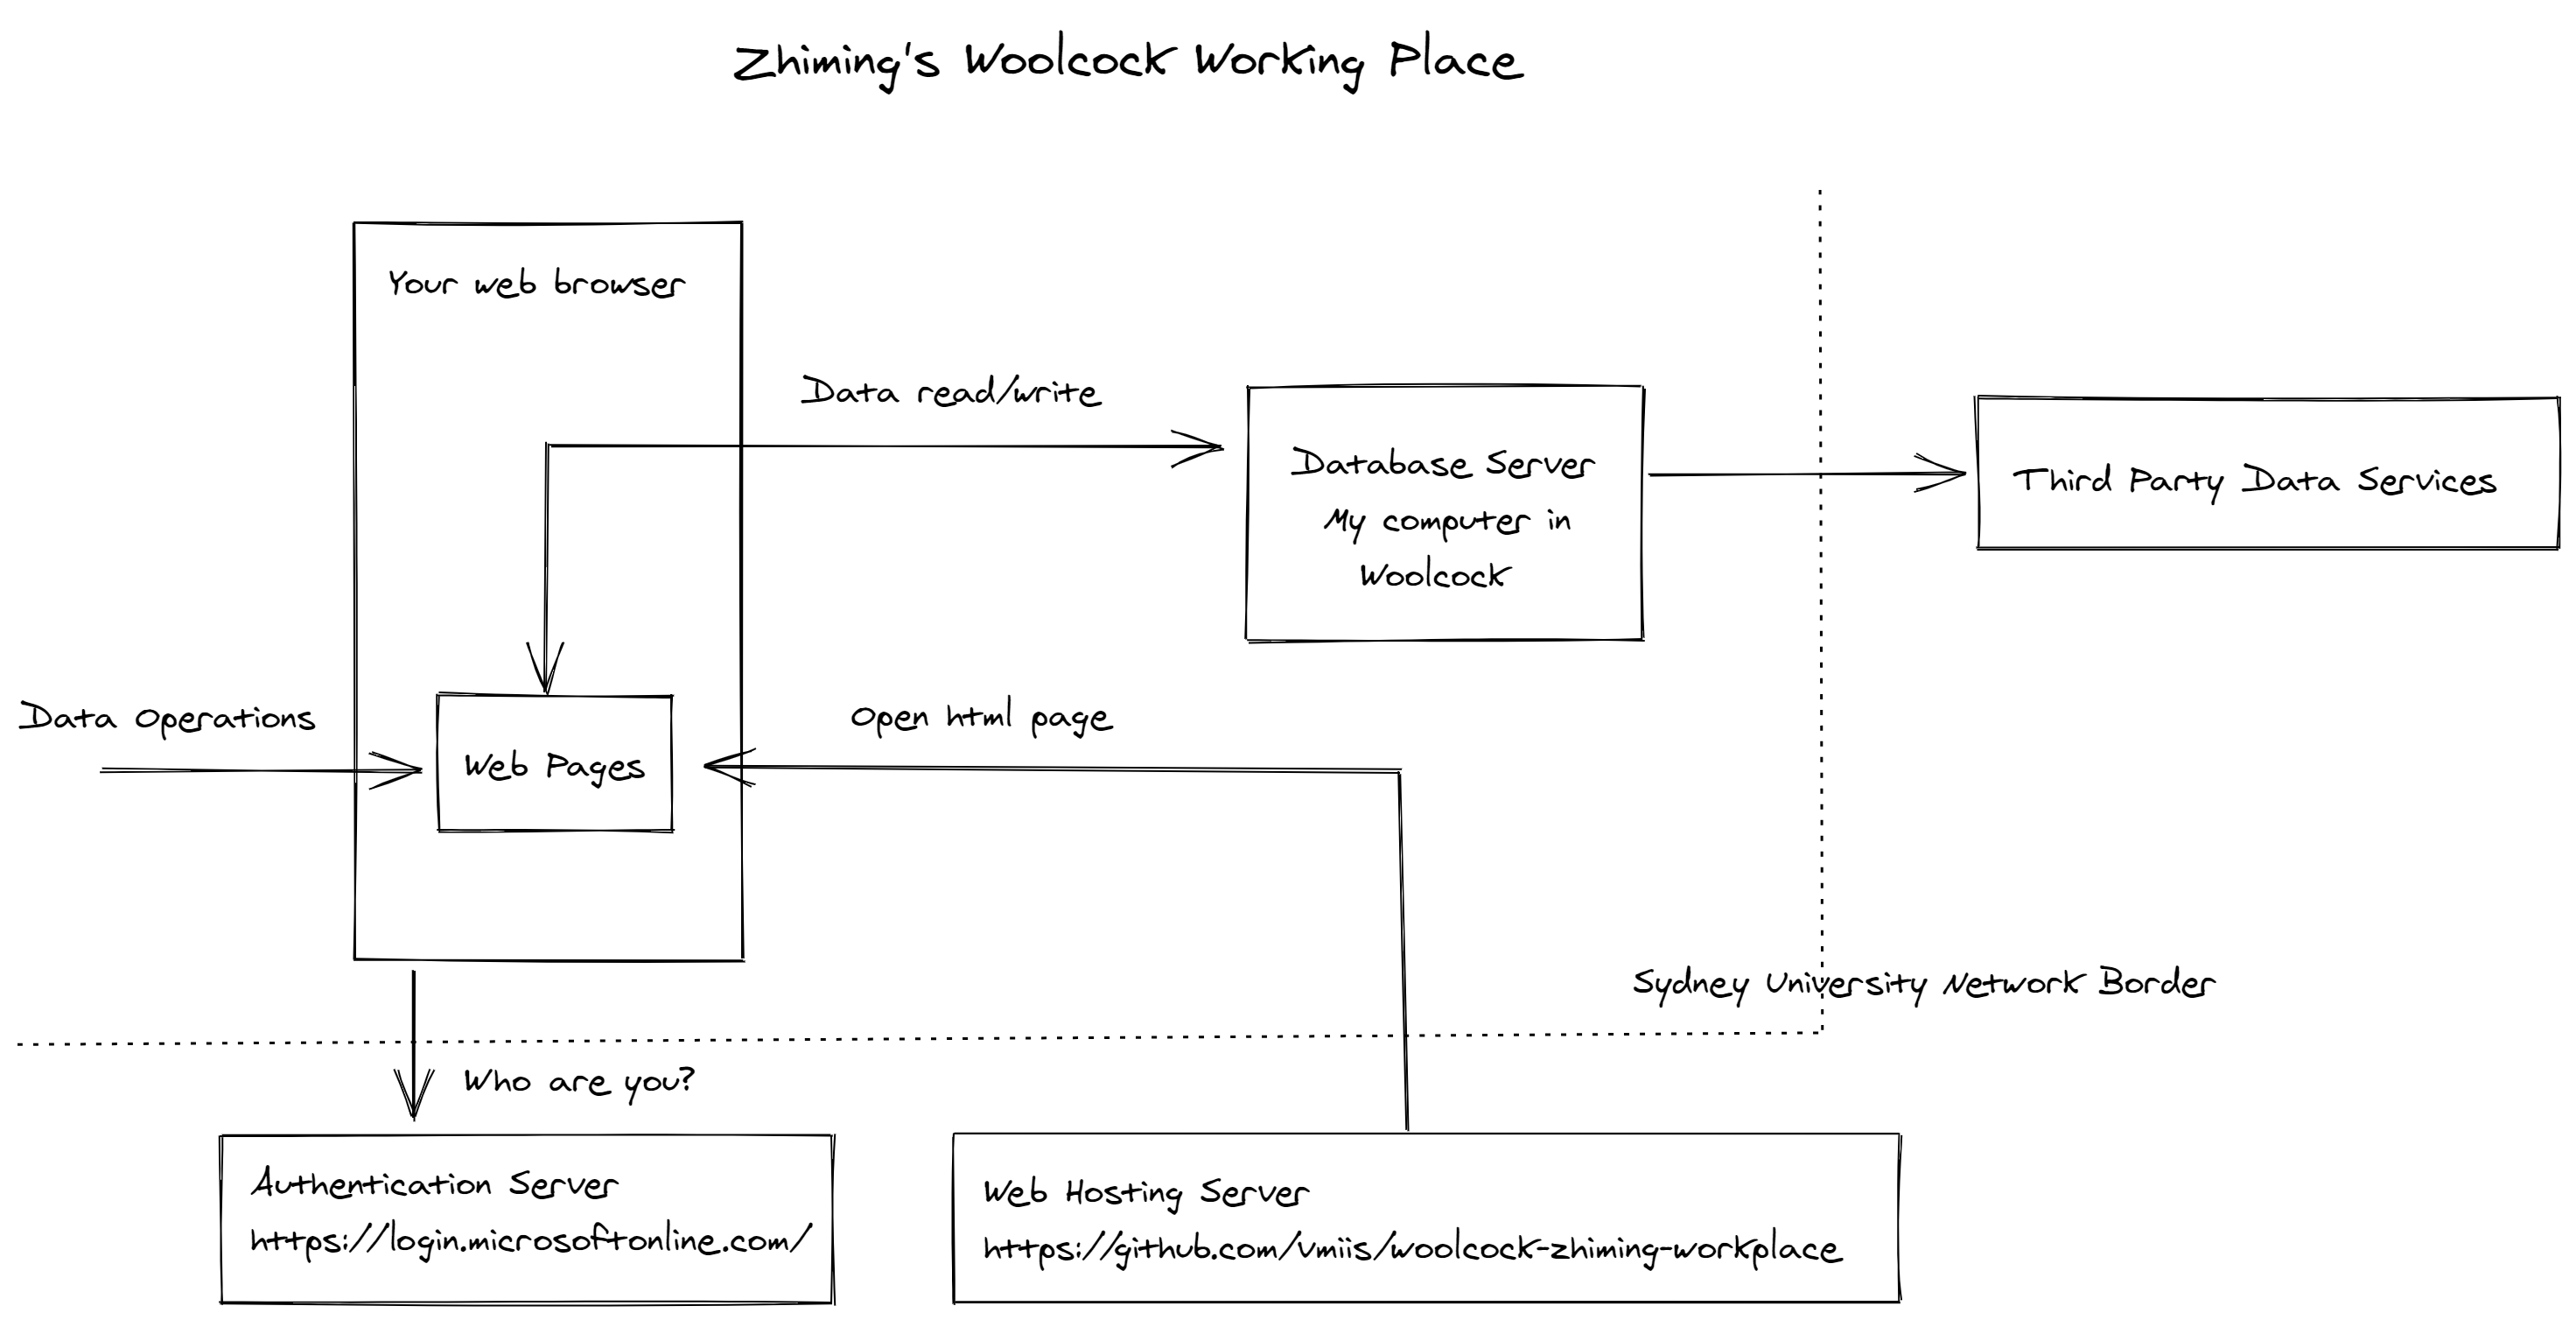 Zhiming's Woolcock Working Place
Your web browser
Data read/write
Database Server
My computer in
Woolcock
Third Party Data Services
Data Operations
Web Pages
Open html page
Sydney University Network Border
Who are you?
Authentication Server
https://login.microsoftonline.com/
Web Hosting Server
https://github.com/vmiis/woolcock-zhiming-workplace